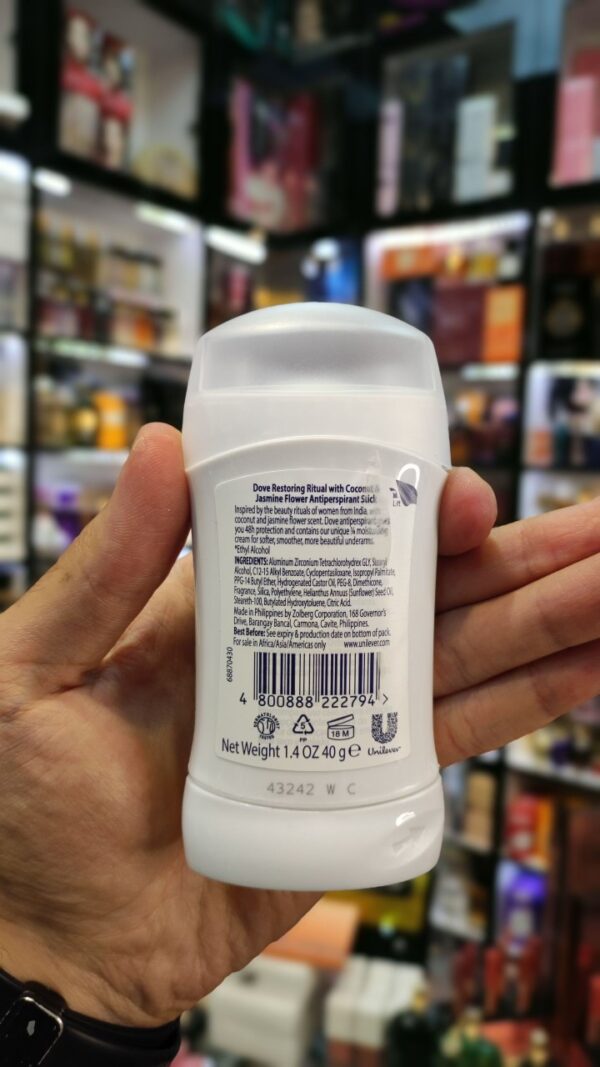 Dove Restoring Ritual with Coconut &
Jasmine Flower Antiperspirant Stick
Lift
Inspired by the beauty rituals of women from India, with
coconut and jasmine flower scent. Dove antiperspirant gives
you 48h protection and contains our unique ¼ moisturising
cream for softer, smoother, more beautiful underarms.
*Ethyl Alcohol
INGREDIENTS: Aluminum Zirconium Tetrachlorohydrex GLY, Stearyl
Alcohol, C12-15 Alkyl Benzoate, Cyclopentasiloxane, Isopropyl Palmitate,
PPG-14 Butyl Ether, Hydrogenated Castor Oil, PEG-8, Dimethicone,
Fragrance, Silica, Polyethylene, Helianthus Annuus (Sunflower) Seed Oil,
Steareth-100, Butylated Hydroxytoluene, Citric Acid.
Made in Philippines by Zolberg Corporation, 168 Governor's
Drive, Barangay Bancal, Carmona, Cavite, Philippines.
Best Before: See expiry & production date on bottom of pack.
For sale in Africa/Asia/Americas only www.unilever.com
68870430
4 800888 222794 >
DERMATOLOGICALLY TESTED
5
PP
18 M
Unilever
Net Weight 1.4 OZ 40 g e
43242 W C